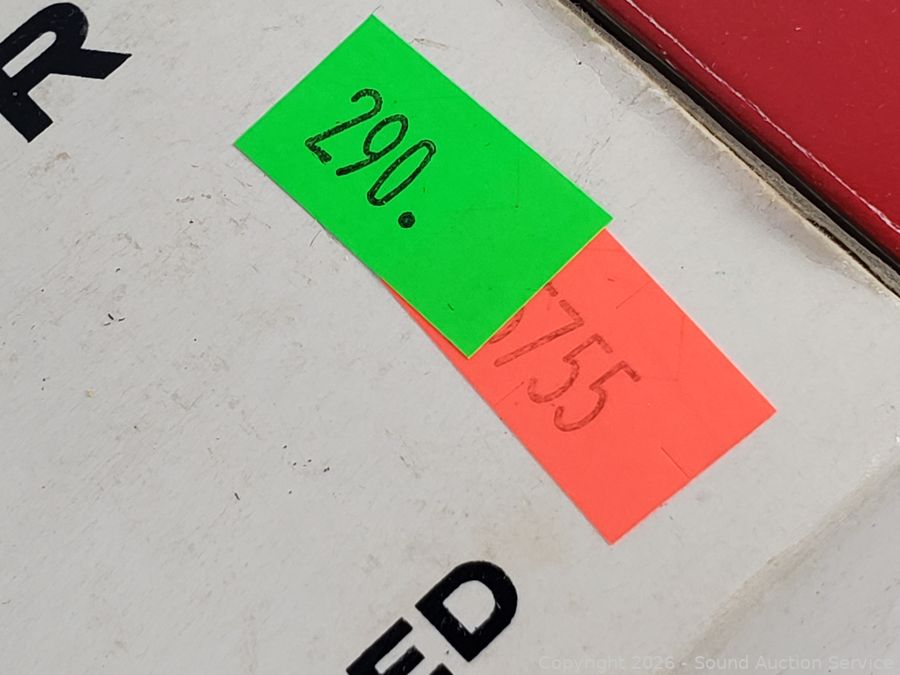 R
290.
755
ED
Copyright 2026 - Sound Auction Service